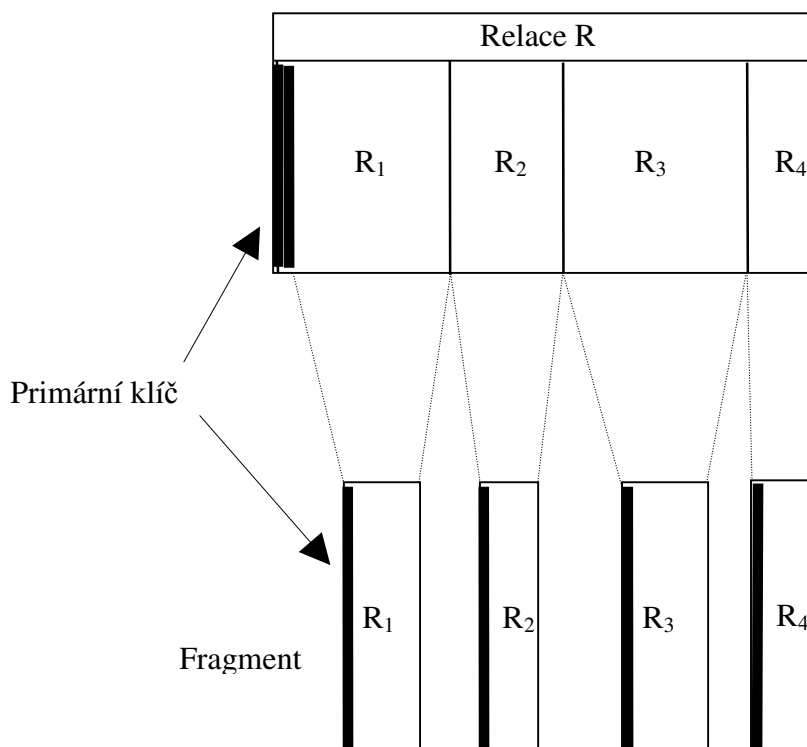 Relace R
R₁ R₂ R₃ R₄
Primární klíč
R₁ R₂ R₃ R₄
Fragment